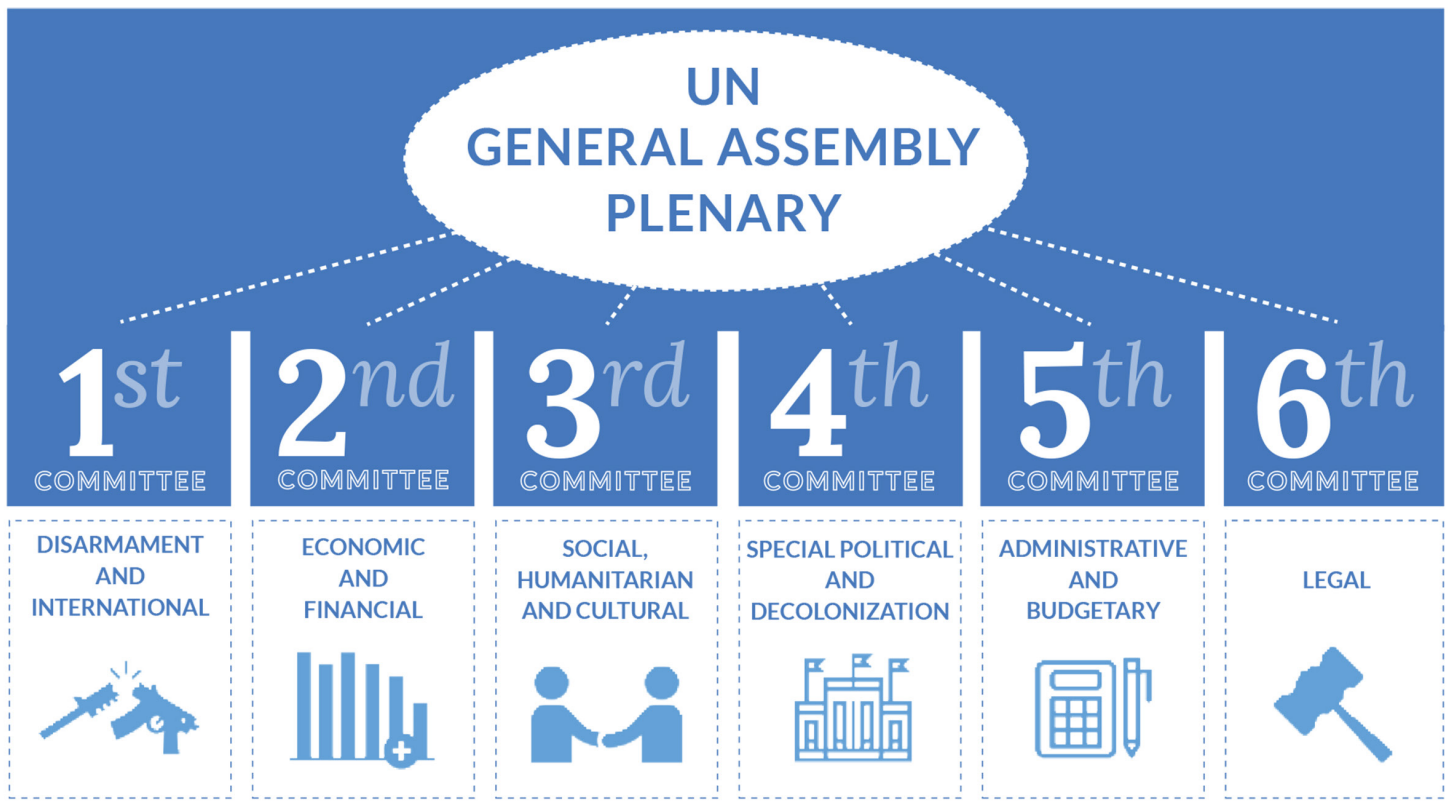 UN
GENERAL ASSEMBLY
PLENARY
1st
COMMITTEE
DISARMAMENT
AND
INTERNATIONAL
2nd
COMMITTEE
ECONOMIC
AND
FINANCIAL
3rd
COMMITTEE
SOCIAL,
HUMANITARIAN
AND CULTURAL
4th
COMMITTEE
SPECIAL POLITICAL
AND
DECOLONIZATION
5th
COMMITTEE
ADMINISTRATIVE
AND
BUDGETARY
6th
COMMITTEE
LEGAL